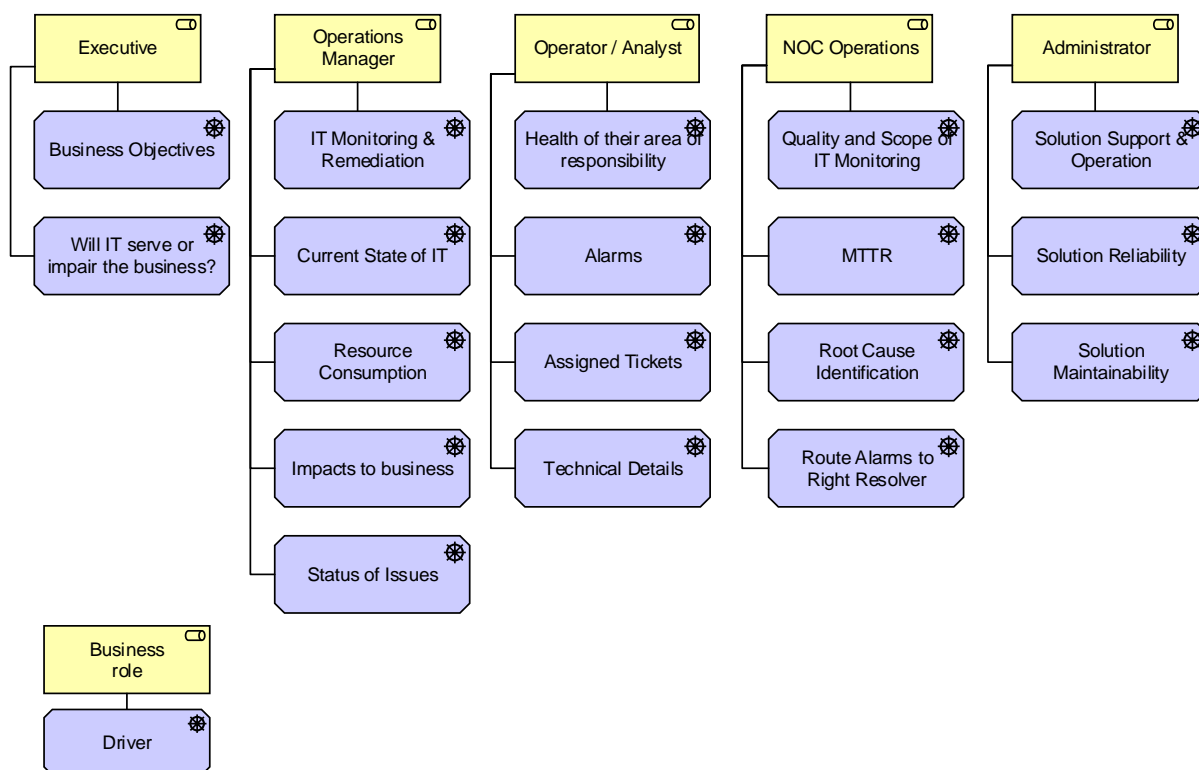 Executive
Operations
Manager
Operator / Analyst
NOC Operations
Administrator
Business Objectives
IT Monitoring &
Remediation
Health of their area of
responsibility
Quality and Scope of
IT Monitoring
Solution Support &
Operation
Will IT serve or
impair the business?
Current State of IT
Alarms
MTTR
Solution Reliability
Resource
Consumption
Assigned Tickets
Root Cause
Identification
Solution
Maintainability
Impacts to business
Technical Details
Route Alarms to
Right Resolver
Status of Issues
Business
role
Driver